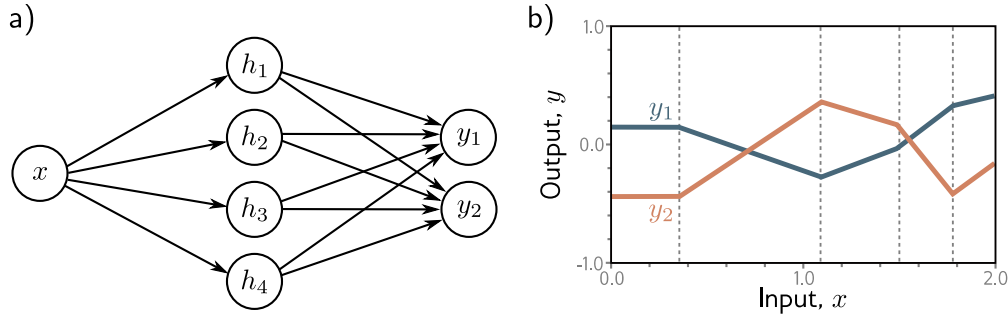 a)
x
h₁
h₂
h₃
h₄
y₁
y₂
b)
Output, y
1.0
0.0
-1.0
y₁
y₂
0.0
1.0
2.0
Input, x